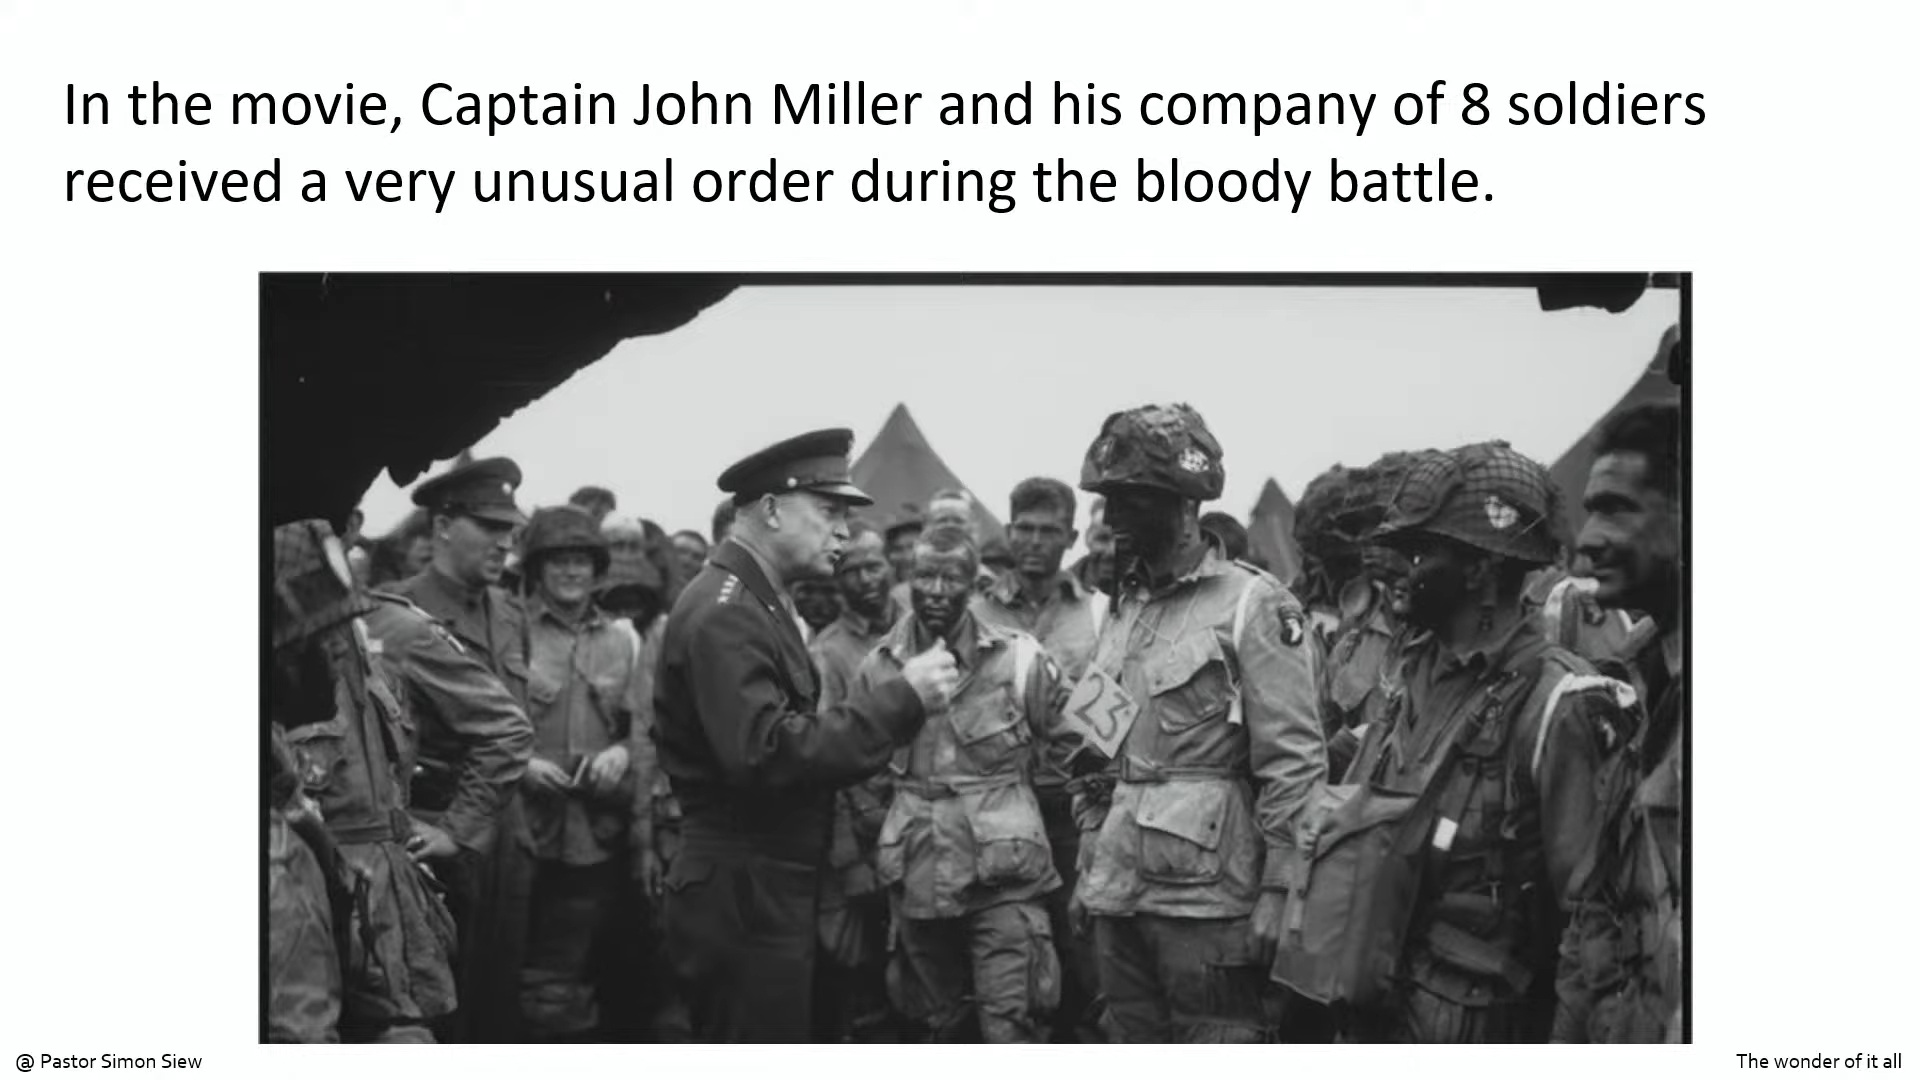 In the movie, Captain John Miller and his company of 8 soldiers
received a very unusual order during the bloody battle.
23
@ Pastor Simon Siew
The wonder of it all